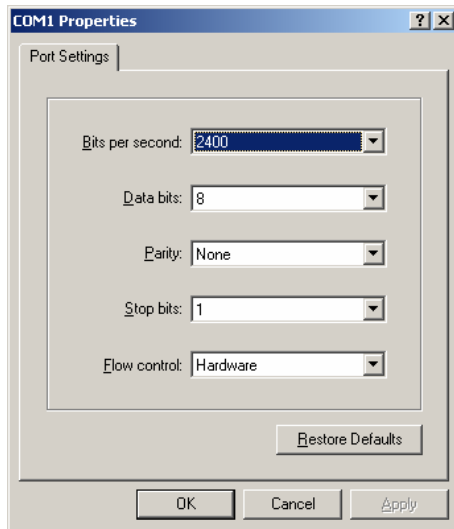 COM1 Properties
Port Settings
Bits per second: 2400
Data bits: 8
Parity: None
Stop bits: 1
Flow control: Hardware
Restore Defaults
OK Cancel Apply